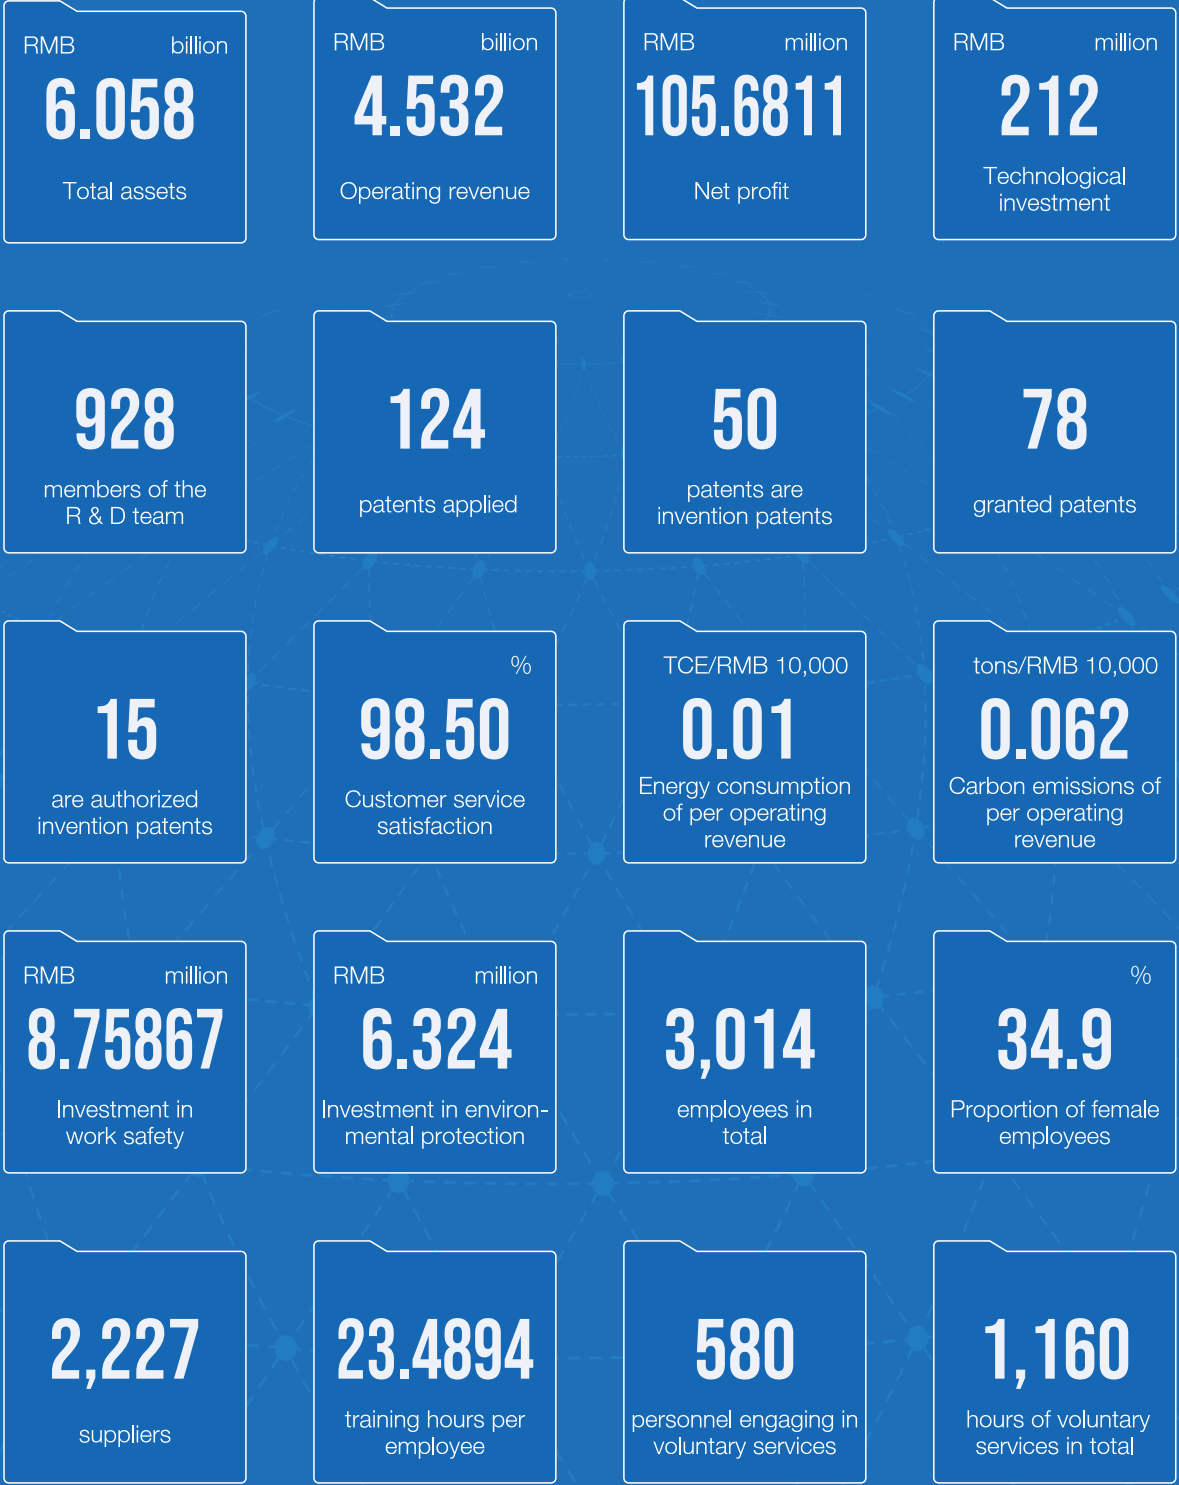 RMB billion
6.058
Total assets
RMB billion
4.532
Operating revenue
RMB million
105.6811
Net profit
RMB million
212
Technological
investment
928
members of the
R & D team
124
patents applied
50
patents are
invention patents
78
granted patents
15
are authorized
invention patents
%
98.50
Customer service
satisfaction
TCE/RMB 10,000
0.01
Energy consumption
of per operating
revenue
tons/RMB 10,000
0.062
Carbon emissions of
per operating
revenue
RMB million
8.75867
Investment in
work safety
RMB million
6.324
Investment in environ-
mental protection
3,014
employees in
total
%
34.9
Proportion of female
employees
2,227
suppliers
23.4894
training hours per
employee
580
personnel engaging in
voluntary services
1,160
hours of voluntary
services in total